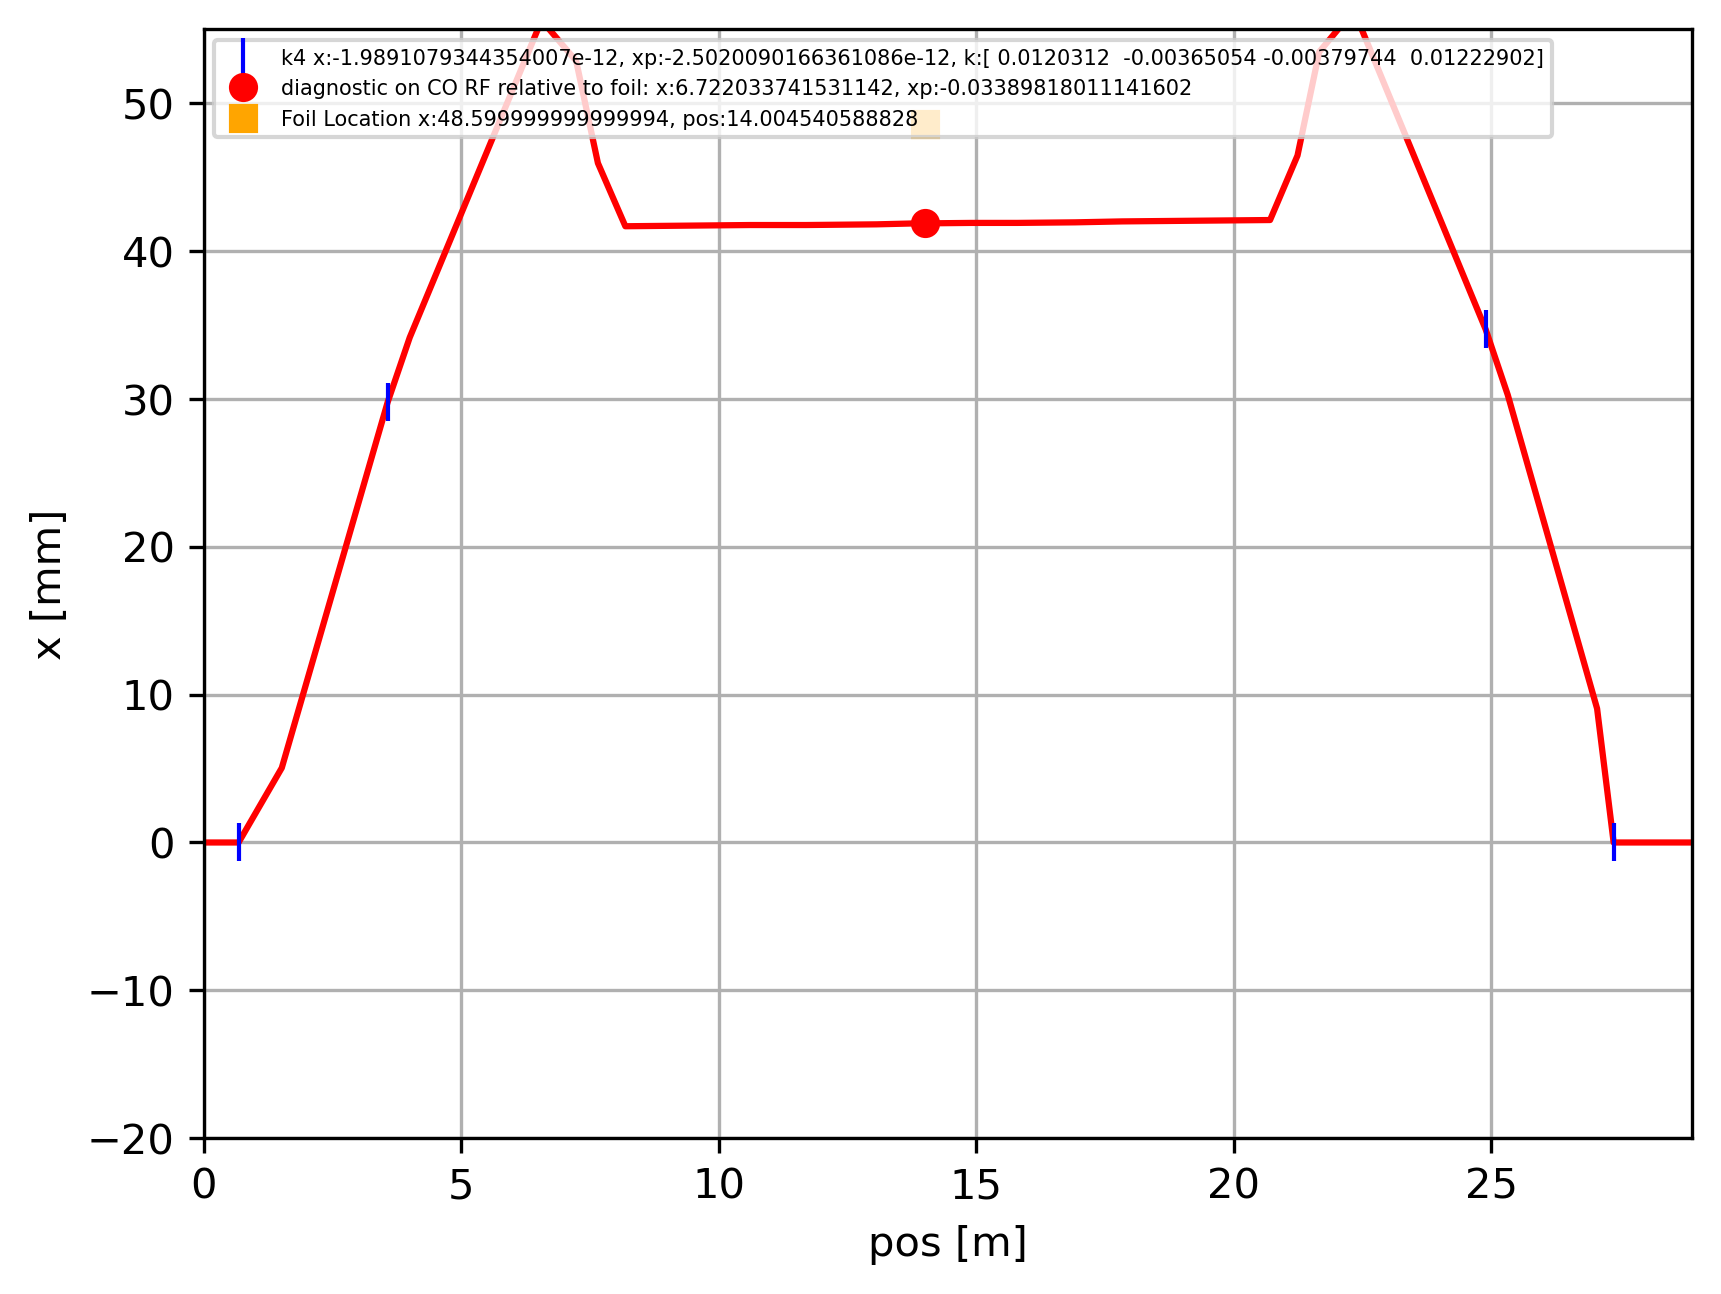 k4 x:-1.9891079344354007e-12, xp:-2.5020090166361086e-12, k:[ 0.0120312 -0.00365054 -0.00379744 0.01222902]
diagnostic on CO RF relative to foil: x:6.722033741531142, xp:-0.03389818011141602
Foil Location x:48.599999999999994, pos:14.004540588828
50
40
30
20
10
0
−10
−20
x [mm]
0 5 10 15 20 25
pos [m]